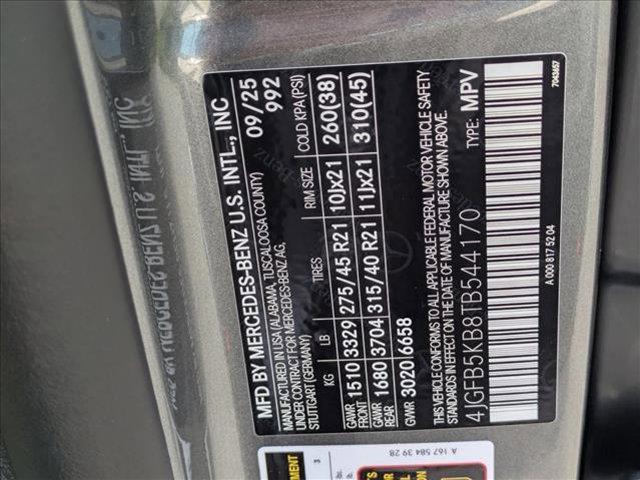 MFD BY MERCEDES-BENZ U.S. INTL., INC
MANUFACTURED IN USA (ALABAMA, TUSCALOOSA COUNTY)
UNDER CONTRACT FOR MERCEDES-BENZ AG,
STUTTGART (GERMANY)
09/25
992
KG LB TIRES RIM SIZE COLD KPA(PSI)
GAWR FRONT 1510 3329 275/45 R21 10Jx21 260(38)
GAWR REAR 1680 3704 315/40 R21 11Jx21 310(45)
GVWR 3020 6658
THIS VEHICLE CONFORMS TO ALL APPLICABLE FEDERAL MOTOR VEHICLE SAFETY
THEFT PREVENTION STANDARDS IN EFFECT ON THE DATE OF MANUFACTURE SHOWN ABOVE.
4JGFB5KB8TB544170
TYPE: MPV
A 000 817 52 04
7043657
A 167 584 39 28
3